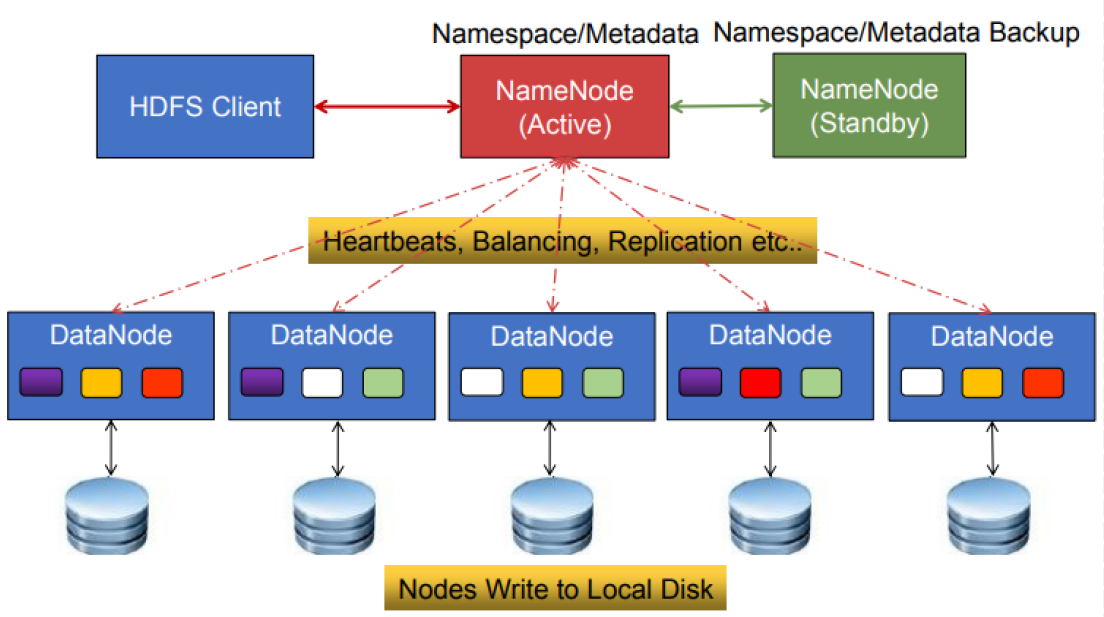 Namespace/Metadata
Namespace/Metadata Backup
HDFS Client
NameNode
(Active)
NameNode
(Standby)
Heartbeats, Balancing, Replication etc..
DataNode
DataNode
DataNode
DataNode
DataNode
Nodes Write to Local Disk